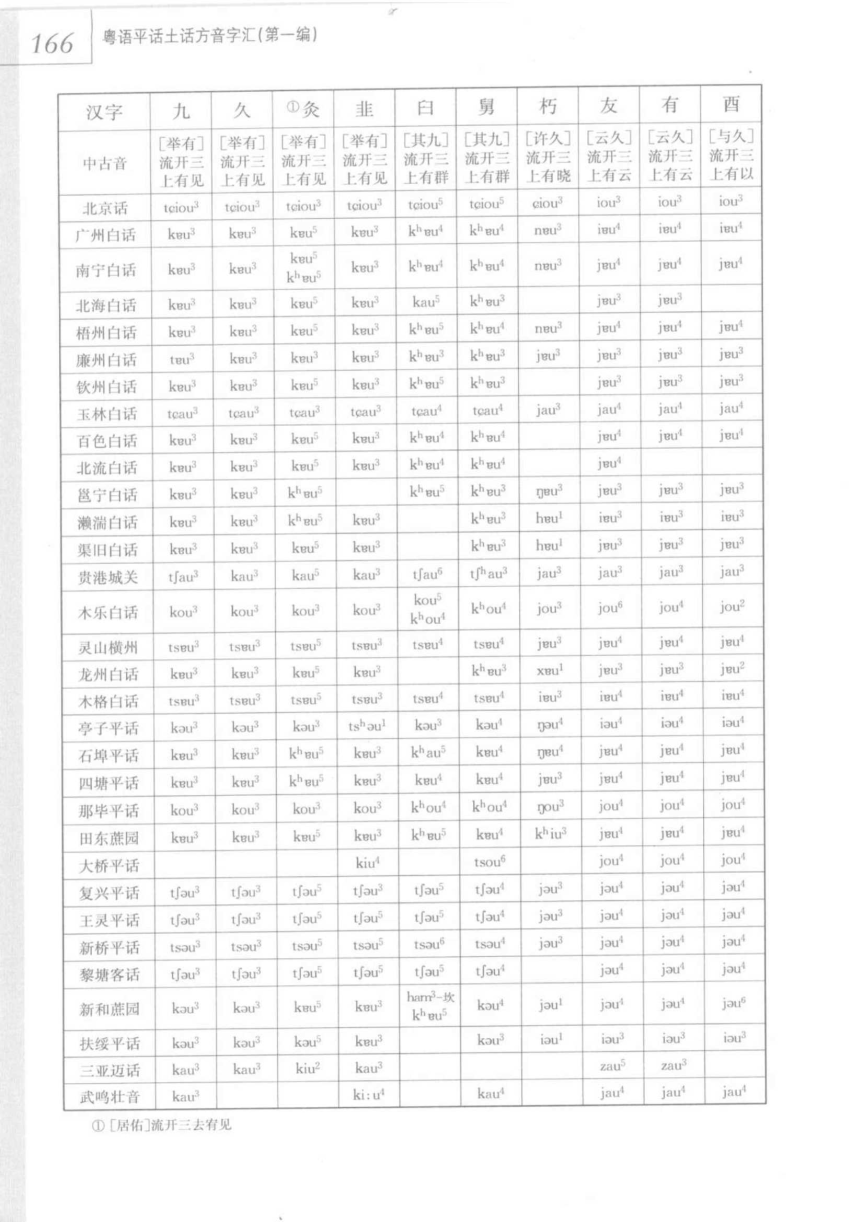 166
粤语平话土话方音字汇(第一编)
汉字 九 久 ①灸 韭 臼 舅 朽 友 有 酉
中古音 [举有]流开三上有见 [举有]流开三上有见 [举有]流开三上有见 [举有]流开三上有见 [其九]流开三上有群 [其九]流开三上有群 [许久]流开三上有晓 [云久]流开三上有云 [云久]流开三上有云 [与久]流开三上有以
北京话 tɕiou³ tɕiou³ tɕiou³ tɕiou³ tɕiou⁵ tɕiou⁵ ɕiou³ iou³ iou³ iou³
广州白话 kɐu³ kɐu³ kɐu⁵ kɐu³ kʰɐu⁴ kʰɐu⁴ nɐu³ iɐu⁴ iɐu⁴ iɐu⁴
南宁白话 kɐu³ kɐu³ kɐu⁵ kʰɐu⁵ kɐu³ kʰɐu⁴ kʰɐu⁴ nɐu³ jɐu⁴ jɐu⁴ jɐu⁴
北海白话 kɐu³ kɐu³ kɐu⁵ kɐu³ kau⁵ kʰɐu³ jɐu³ jɐu³
梧州白话 kɐu³ kɐu³ kɐu⁵ kɐu³ kʰɐu⁵ kʰɐu⁴ nɐu³ jɐu⁴ jɐu⁴ jɐu⁴
廉州白话 tɐu³ kɐu³ kɐu³ kɐu³ kʰɐu³ kʰɐu³ jɐu³ jɐu³ jɐu³ jɐu³
钦州白话 kɐu³ kɐu³ kɐu⁵ kɐu³ kʰɐu⁵ kʰɐu³ jɐu³ jɐu³ jɐu³
玉林白话 tɕau³ tɕau³ tɕau³ tɕau³ tɕau⁴ tɕau⁴ jau³ jau⁴ jau⁴ jau⁴
百色白话 kɐu³ kɐu³ kɐu⁵ kɐu³ kʰɐu⁴ kʰɐu⁴ jɐu⁴ jɐu⁴ jɐu⁴
北流白话 kɐu³ kɐu³ kɐu⁵ kɐu³ kʰɐu⁴ kʰɐu⁴ jɐu⁴
邕宁白话 kɐu³ kɐu³ kʰɐu⁵ kʰɐu⁵ kʰɐu³ ŋɐu³ jɐu³ jɐu³ jɐu³
濑湍白话 kɐu³ kɐu³ kʰɐu⁵ kɐu³ kʰɐu³ hɐu¹ iɐu³ iɐu³ iɐu³
渠旧白话 kɐu³ kɐu³ kɐu⁵ kɐu³ kʰɐu³ hɐu¹ jɐu³ jɐu³ jɐu³
贵港城关 tʃau³ kau³ kau⁵ kau³ tʃau⁶ tʃʰau³ jau³ jau³ jau³ jau³
木乐白话 kou³ kou³ kou³ kou³ kou⁵ kʰou⁴ kʰou⁴ jou³ jou⁶ jou⁴ jou²
灵山横州 tsɐu³ tsɐu³ tsɐu⁵ tsɐu³ tsɐu⁴ tsɐu⁴ jɐu³ jɐu⁴ jɐu⁴ jɐu⁴
龙州白话 kɐu³ kɐu³ kɐu⁵ kɐu³ kʰɐu³ xɐu¹ jɐu³ jɐu³ jɐu²
木格白话 tsɐu³ tsɐu³ tsɐu⁵ tsɐu³ tsɐu⁴ tsɐu⁴ iɐu³ iɐu⁴ iɐu⁴ iɐu⁴
亭子平话 kəu³ kəu³ kəu³ tsʰəu¹ kəu³ kəu⁴ ŋəu⁴ iəu⁴ iəu⁴ iəu⁴
石埠平话 kɐu³ kɐu³ kʰɐu⁵ kɐu³ kʰau⁵ kɐu⁴ ŋɐu⁴ jɐu⁴ jɐu⁴ jɐu⁴
四塘平话 kɐu³ kɐu³ kʰɐu⁵ kɐu³ kɐu⁴ kɐu⁴ jɐu³ jɐu⁴ jɐu⁴ jɐu⁴
那毕平话 kou³ kou³ kou³ kou³ kʰou⁴ kʰou⁴ ŋou³ jou⁴ jou⁴ jou⁴
田东蔗园 kɐu³ kɐu³ kɐu⁵ kɐu³ kʰɐu⁵ kɐu⁴ kʰiu³ jɐu⁴ jɐu⁴ jɐu⁴
大桥平话 kiu⁴ tsou⁶ jou⁴ jou⁴ jou⁴
复兴平话 tʃəu³ tʃəu³ tʃəu⁵ tʃəu³ tʃəu⁵ tʃəu⁴ jəu³ jəu⁴ jəu⁴ jəu⁴
王灵平话 tʃəu³ tʃəu³ tʃəu⁵ tʃəu⁵ tʃəu⁵ tʃəu⁴ jəu³ jəu⁴ jəu⁴ jəu⁴
新桥平话 tsəu³ tsəu³ tsəu⁵ tsəu⁵ tsəu⁶ tsəu⁴ jəu³ jəu⁴ jəu⁴ jəu⁴
黎塘客话 tʃəu³ tʃəu³ tʃəu⁵ tʃəu⁵ tʃəu⁵ tʃəu⁴ jəu⁴ jəu⁴ jəu⁴
新和蔗园 kəu³ kəu³ kɐu⁵ kɐu³ ham³-坎 kʰɐu⁵ kəu⁴ jəu¹ jəu⁴ jəu⁴ jəu⁶
扶绥平话 kəu³ kəu³ kəu⁵ kɐu³ kəu³ iəu¹ iəu³ iəu³ iəu³
三亚迈话 kau³ kau³ kiu² kau³ zau⁵ zau³
武鸣壮音 kau³ ki:u⁴ kau⁴ jau⁴ jau⁴ jau⁴
①[居佑]流开三去宥见